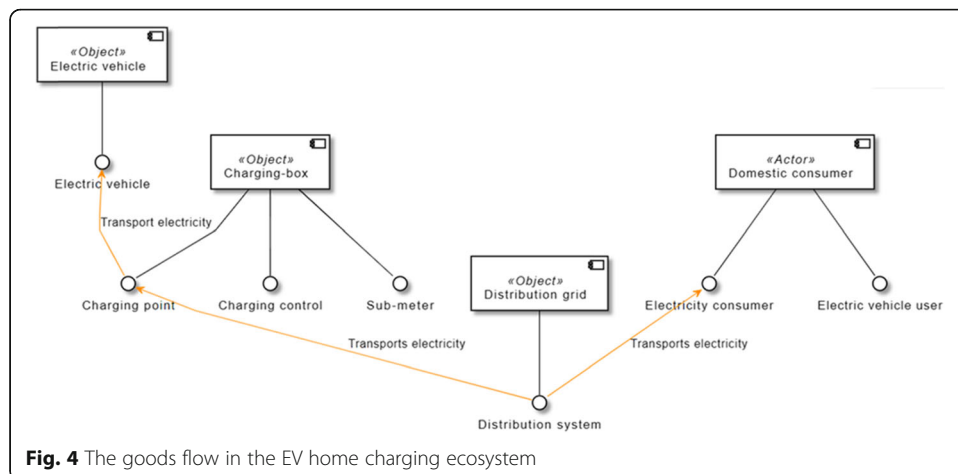 «Object»
Electric vehicle
Electric vehicle
«Object»
Charging-box
«Actor»
Domestic consumer
Transport electricity
Charging point
Charging control
Sub-meter
«Object»
Distribution grid
Electricity consumer
Electric vehicle user
Transports electricity
Transports electricity
Distribution system
Fig. 4 The goods flow in the EV home charging ecosystem